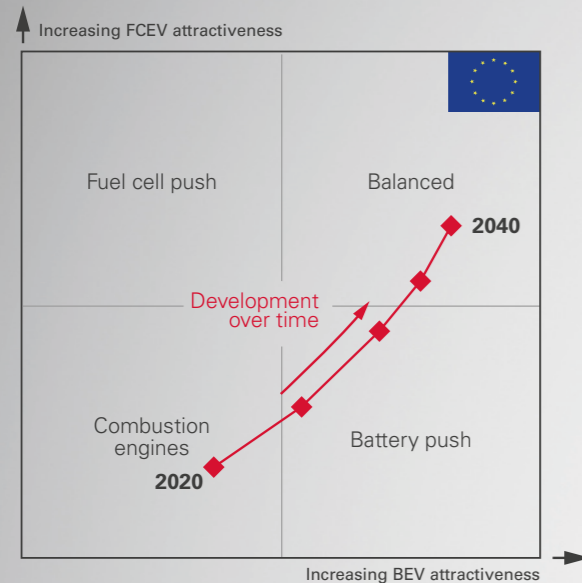 Increasing FCEV attractiveness
Fuel cell push
Balanced
2040
Development
over time
Combustion
engines
Battery push
2020
Increasing BEV attractiveness